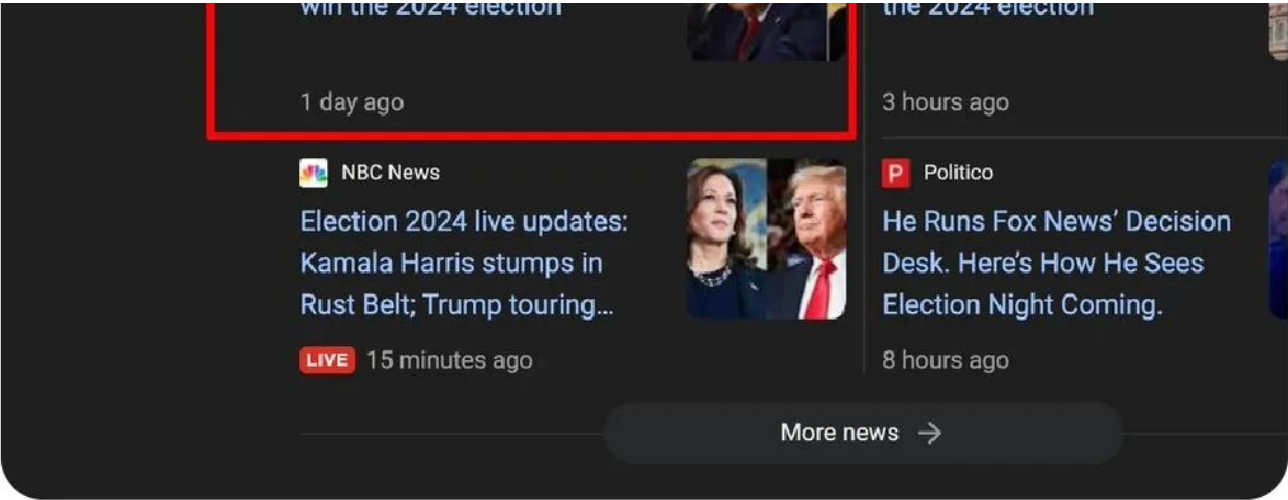 win the 2024 election
1 day ago
the 2024 election
3 hours ago
NBC News
Election 2024 live updates:
Kamala Harris stumps in
Rust Belt; Trump touring...
LIVE 15 minutes ago
P Politico
He Runs Fox News’ Decision
Desk. Here’s How He Sees
Election Night Coming.
8 hours ago
More news →